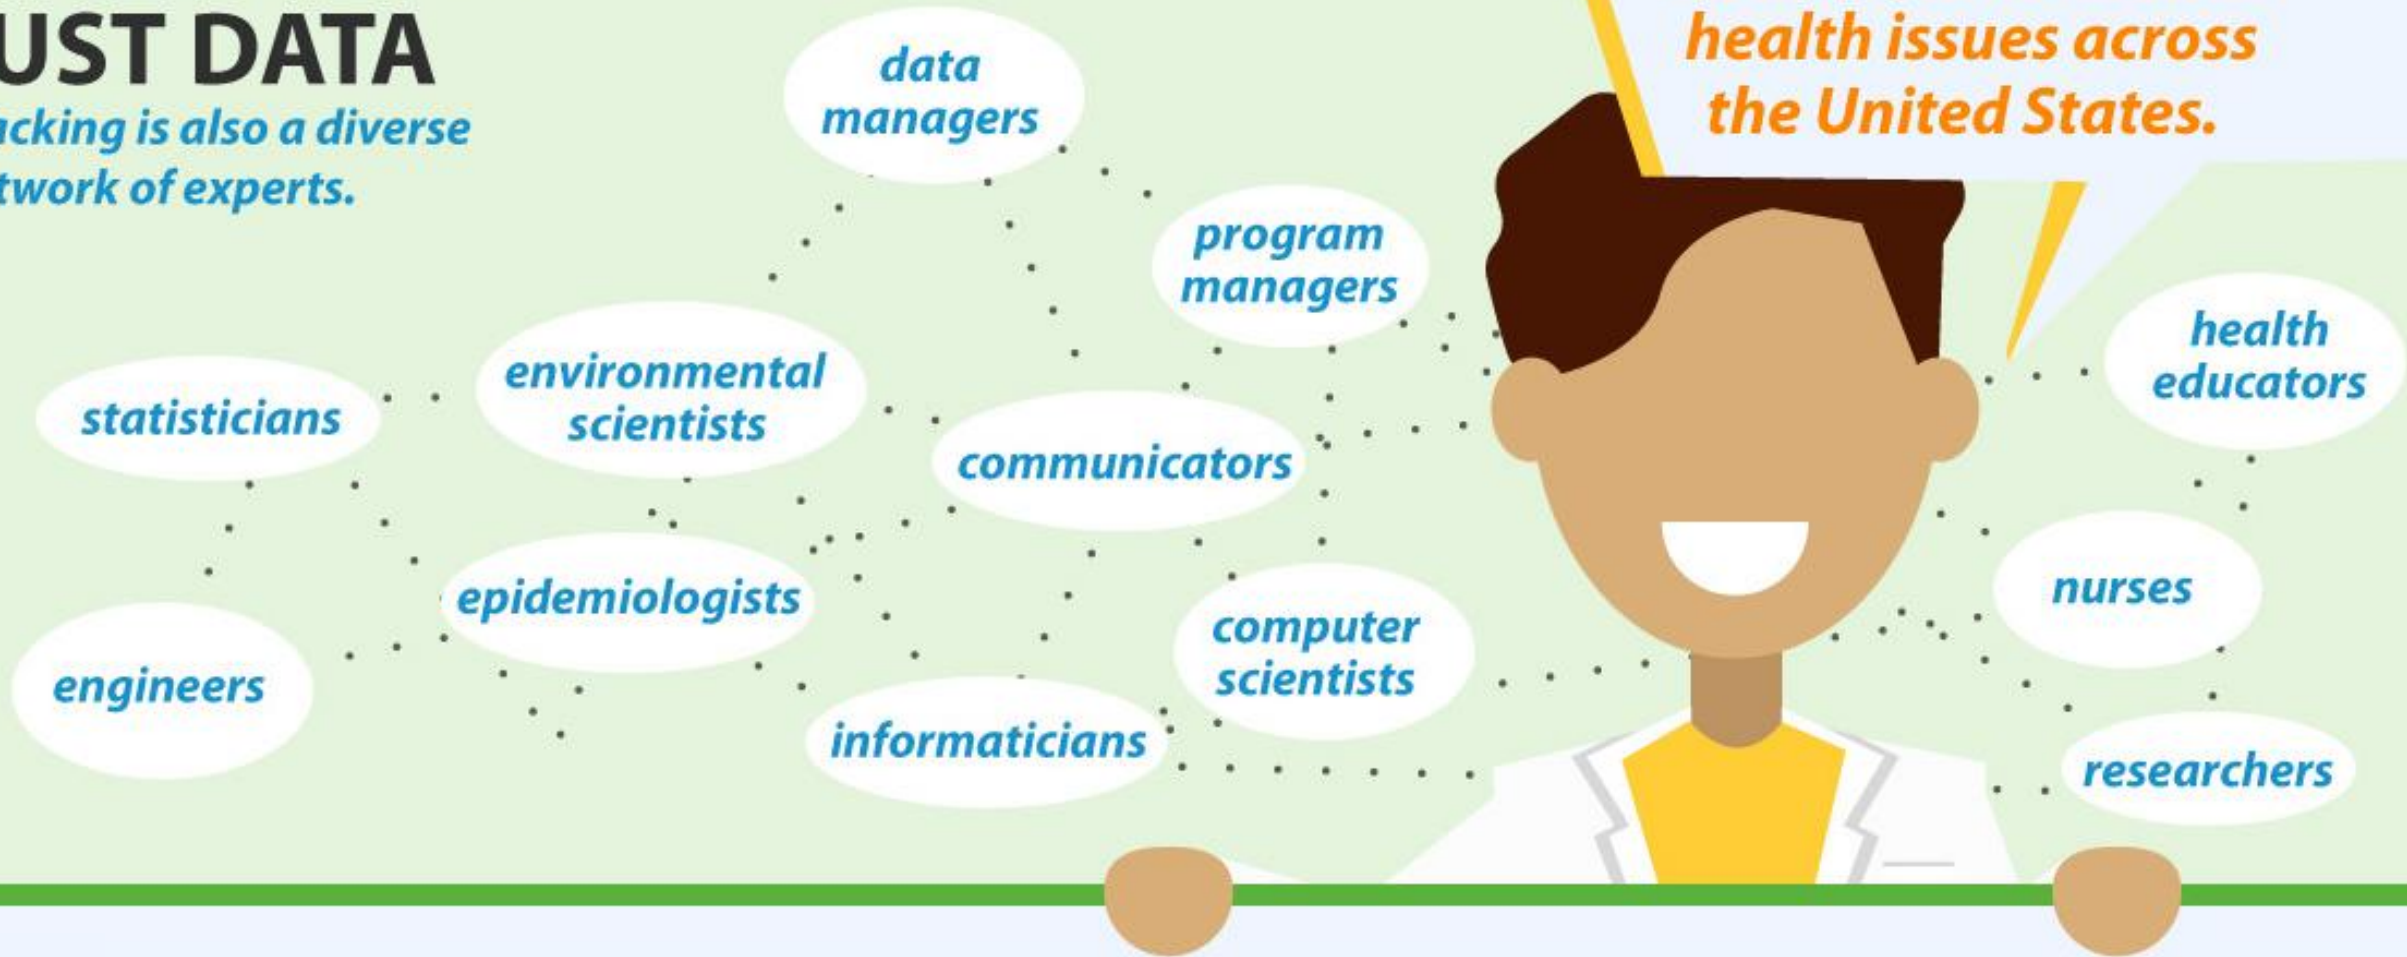 UST DATA
acking is also a diverse
twork of experts.
health issues across
the United States.
data
managers
program
managers
health
educators
environmental
scientists
statisticians
communicators
nurses
epidemiologists
computer
scientists
engineers
informaticians
researchers